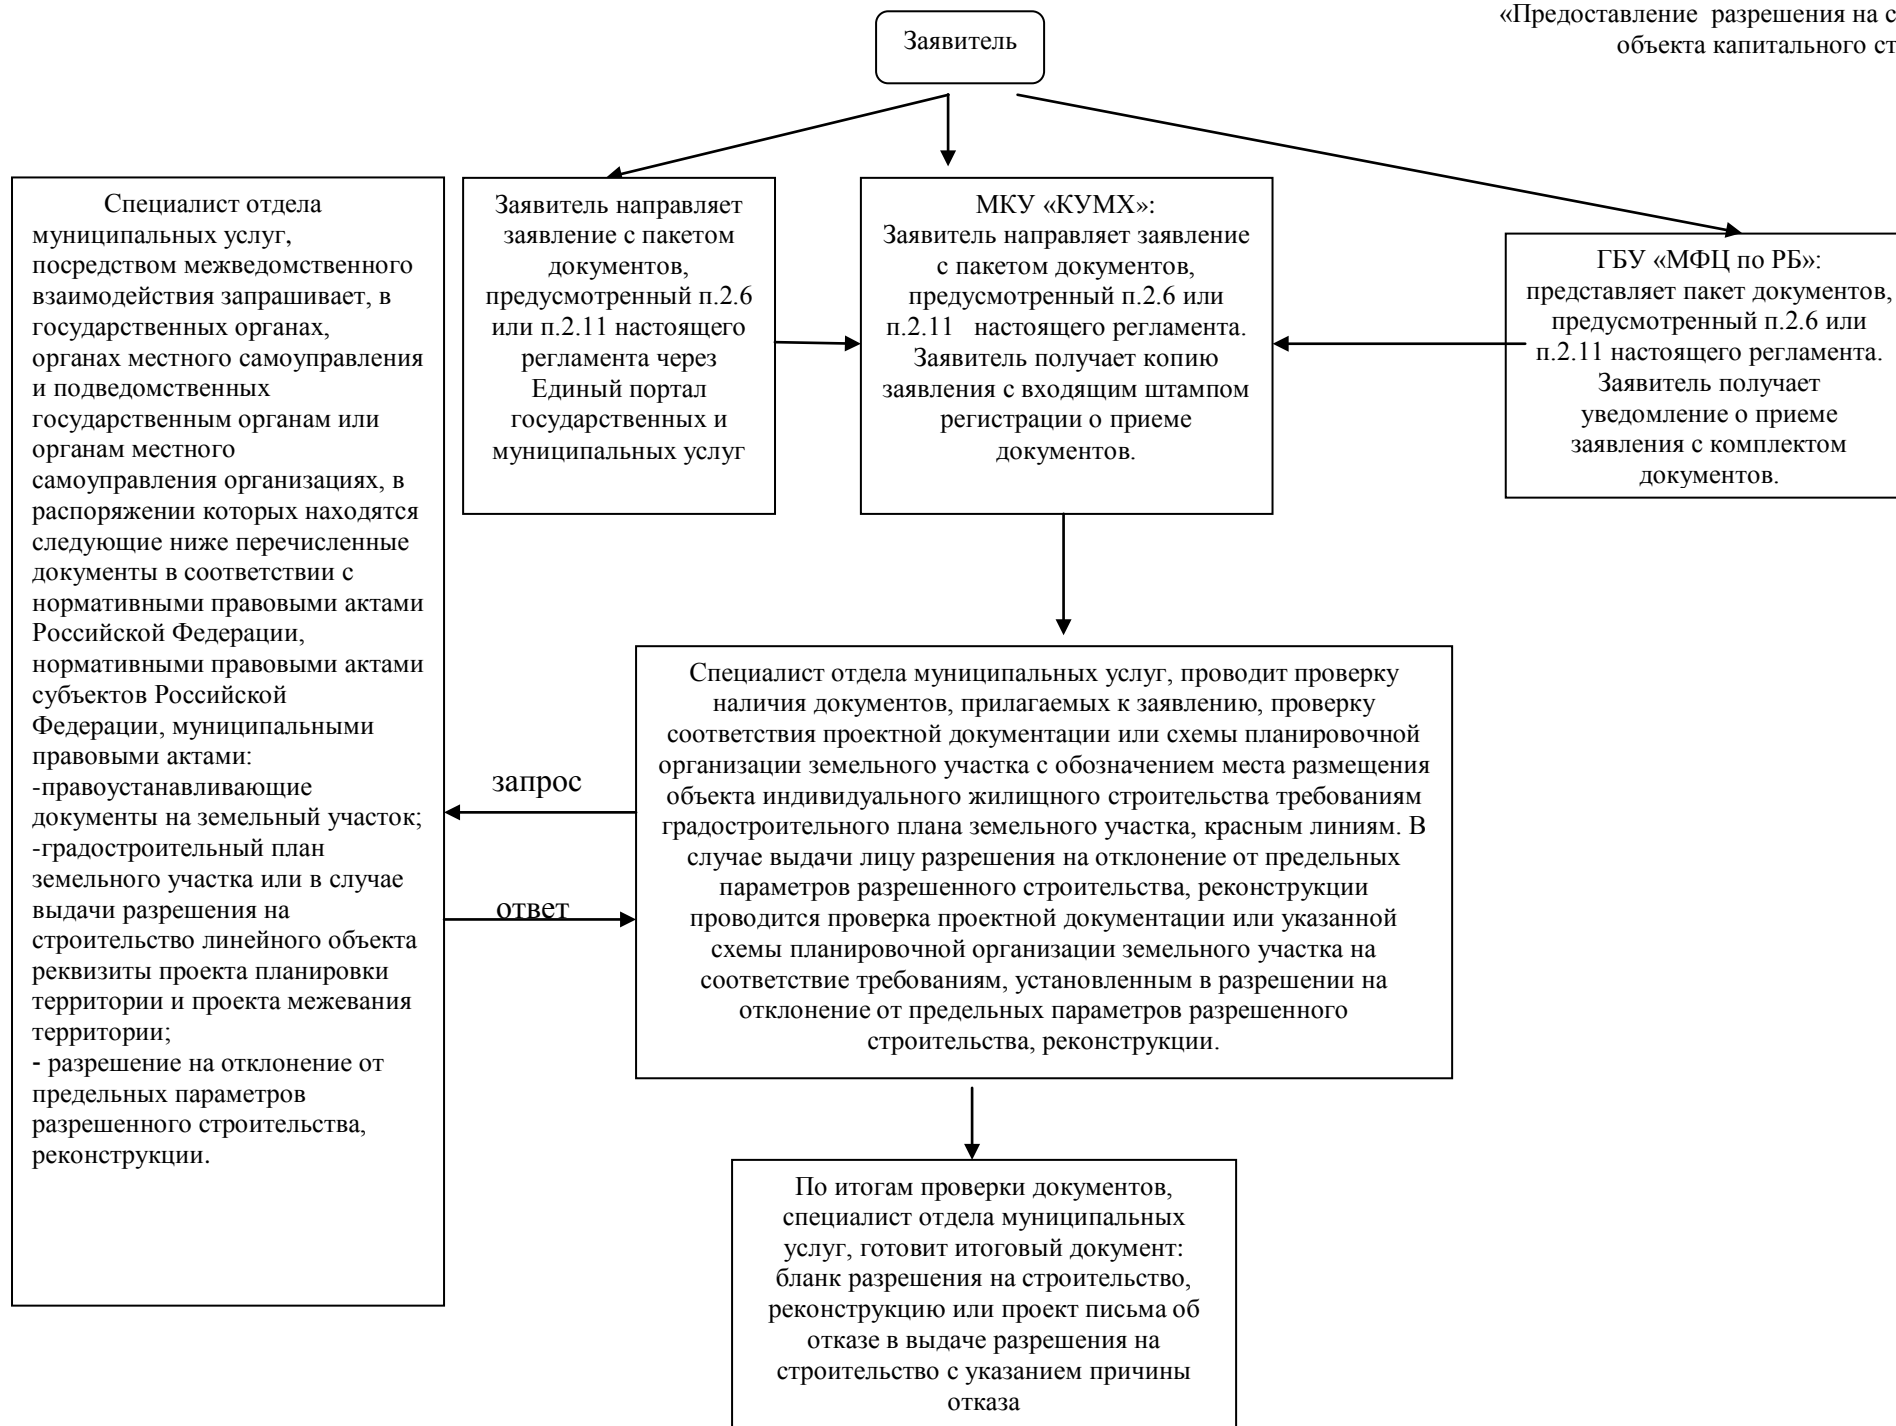 «Предоставление разрешения на с
объекта капитального ст
Заявитель
Специалист отдела
муниципальных услуг,
посредством межведомственного
взаимодействия запрашивает, в
государственных органах,
органах местного самоуправления
и подведомственных
государственным органам или
органам местного
самоуправления организациях, в
распоряжении которых находятся
следующие ниже перечисленные
документы в соответствии с
нормативными правовыми актами
Российской Федерации,
нормативными правовыми актами
субъектов Российской
Федерации, муниципальными
правовыми актами:
-правоустанавливающие
документы на земельный участок;
-градостроительный план
земельного участка или в случае
выдачи разрешения на
строительство линейного объекта
реквизиты проекта планировки
территории и проекта межевания
территории;
- разрешение на отклонение от
предельных параметров
разрешенного строительства,
реконструкции.
Заявитель направляет
заявление с пакетом
документов,
предусмотренный п.2.6
или п.2.11 настоящего
регламента через
Единый портал
государственных и
муниципальных услуг
МКУ «КУМХ»:
Заявитель направляет заявление
с пакетом документов,
предусмотренный п.2.6 или
п.2.11 настоящего регламента.
Заявитель получает копию
заявления с входящим штампом
регистрации о приеме
документов.
ГБУ «МФЦ по РБ»:
представляет пакет документов,
предусмотренный п.2.6 или
п.2.11 настоящего регламента.
Заявитель получает
уведомление о приеме
заявления с комплектом
документов.
запрос
ответ
Специалист отдела муниципальных услуг, проводит проверку
наличия документов, прилагаемых к заявлению, проверку
соответствия проектной документации или схемы планировочной
организации земельного участка с обозначением места размещения
объекта индивидуального жилищного строительства требованиям
градостроительного плана земельного участка, красным линиям. В
случае выдачи лицу разрешения на отклонение от предельных
параметров разрешенного строительства, реконструкции
проводится проверка проектной документации или указанной
схемы планировочной организации земельного участка на
соответствие требованиям, установленным в разрешении на
отклонение от предельных параметров разрешенного
строительства, реконструкции.
По итогам проверки документов,
специалист отдела муниципальных
услуг, готовит итоговый документ:
бланк разрешения на строительство,
реконструкцию или проект письма об
отказе в выдаче разрешения на
строительство с указанием причины
отказа